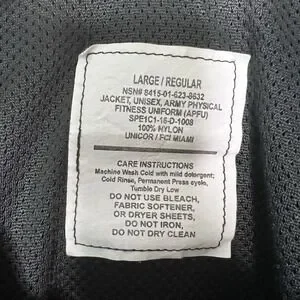 LARGE / REGULAR
NSN# 8415-01-623-8632
JACKET, UNISEX, ARMY PHYSICAL
FITNESS UNIFORM (APFU)
SPE1C1-16-D-1008
100% NYLON
UNICOR / FCI MIAMI
CARE INSTRUCTIONS
Machine Wash Cold with mild detergent;
Cold Rinse, Permanent Press cycle,
Tumble Dry Low
DO NOT USE BLEACH,
FABRIC SOFTENER,
OR DRYER SHEETS,
DO NOT IRON,
DO NOT DRY CLEAN